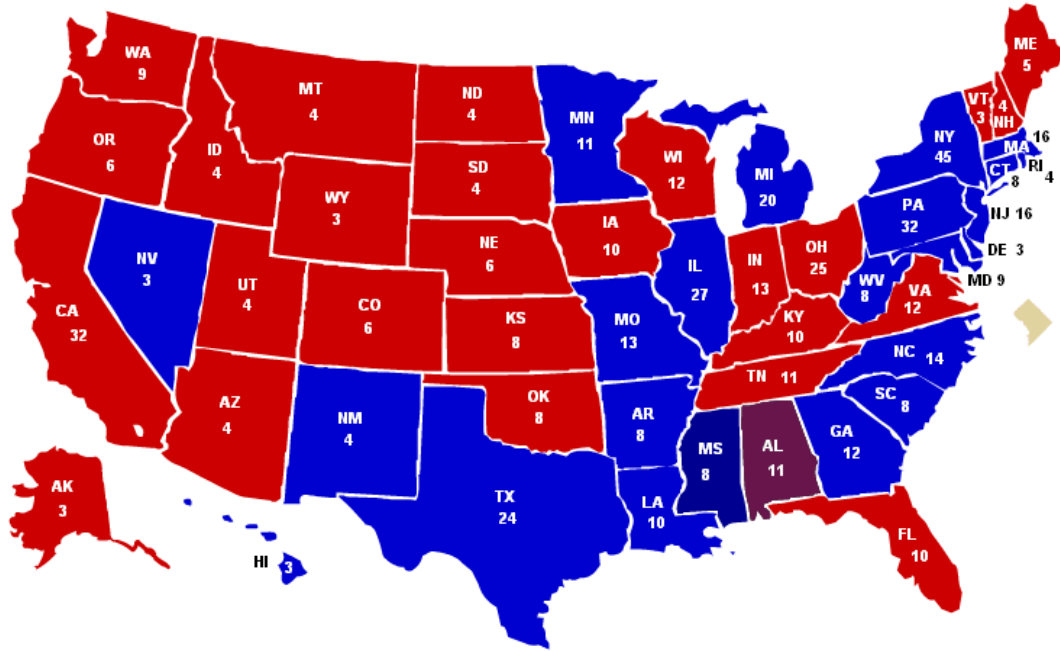 WA
9
OR
6
CA
32
NV
3
ID
4
MT
4
WY
3
UT
4
AZ
4
CO
6
NM
4
ND
4
SD
4
NE
6
KS
8
OK
8
TX
24
MN
11
IA
10
MO
13
AR
8
LA
10
WI
12
IL
27
MI
20
IN
13
OH
25
KY
10
TN 11
MS
8
AL
11
GA
12
FL
10
SC
8
NC 14
VA
12
WV
8
PA
32
NY
45
VT
3
4
NH
ME
5
16
MA
RI
4
CT
8
NJ 16
DE 3
MD 9
AK
3
HI 3